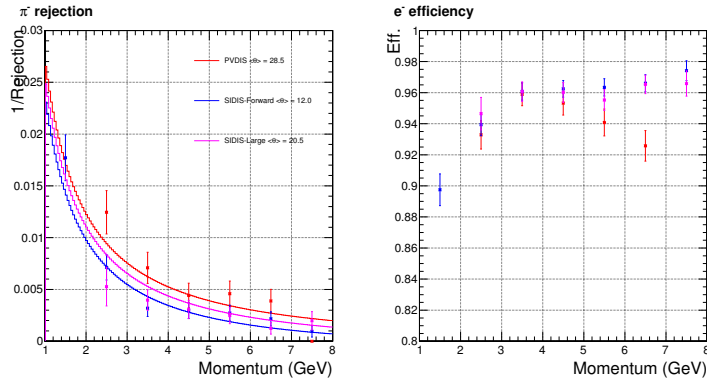 π⁻ rejection
1/Rejection
0.03
0.025
0.02
0.015
0.01
0.005
0
PVDIS <θ> = 28.5
SIDIS-Forward <θ> = 12.0
SIDIS-Large <θ> = 20.5
1 2 3 4 5 6 7 8
Momentum (GeV)
e⁻ efficiency
Eff.
1
0.98
0.96
0.94
0.92
0.9
0.88
0.86
0.84
0.82
0.8
1 2 3 4 5 6 7 8
Momentum (GeV)